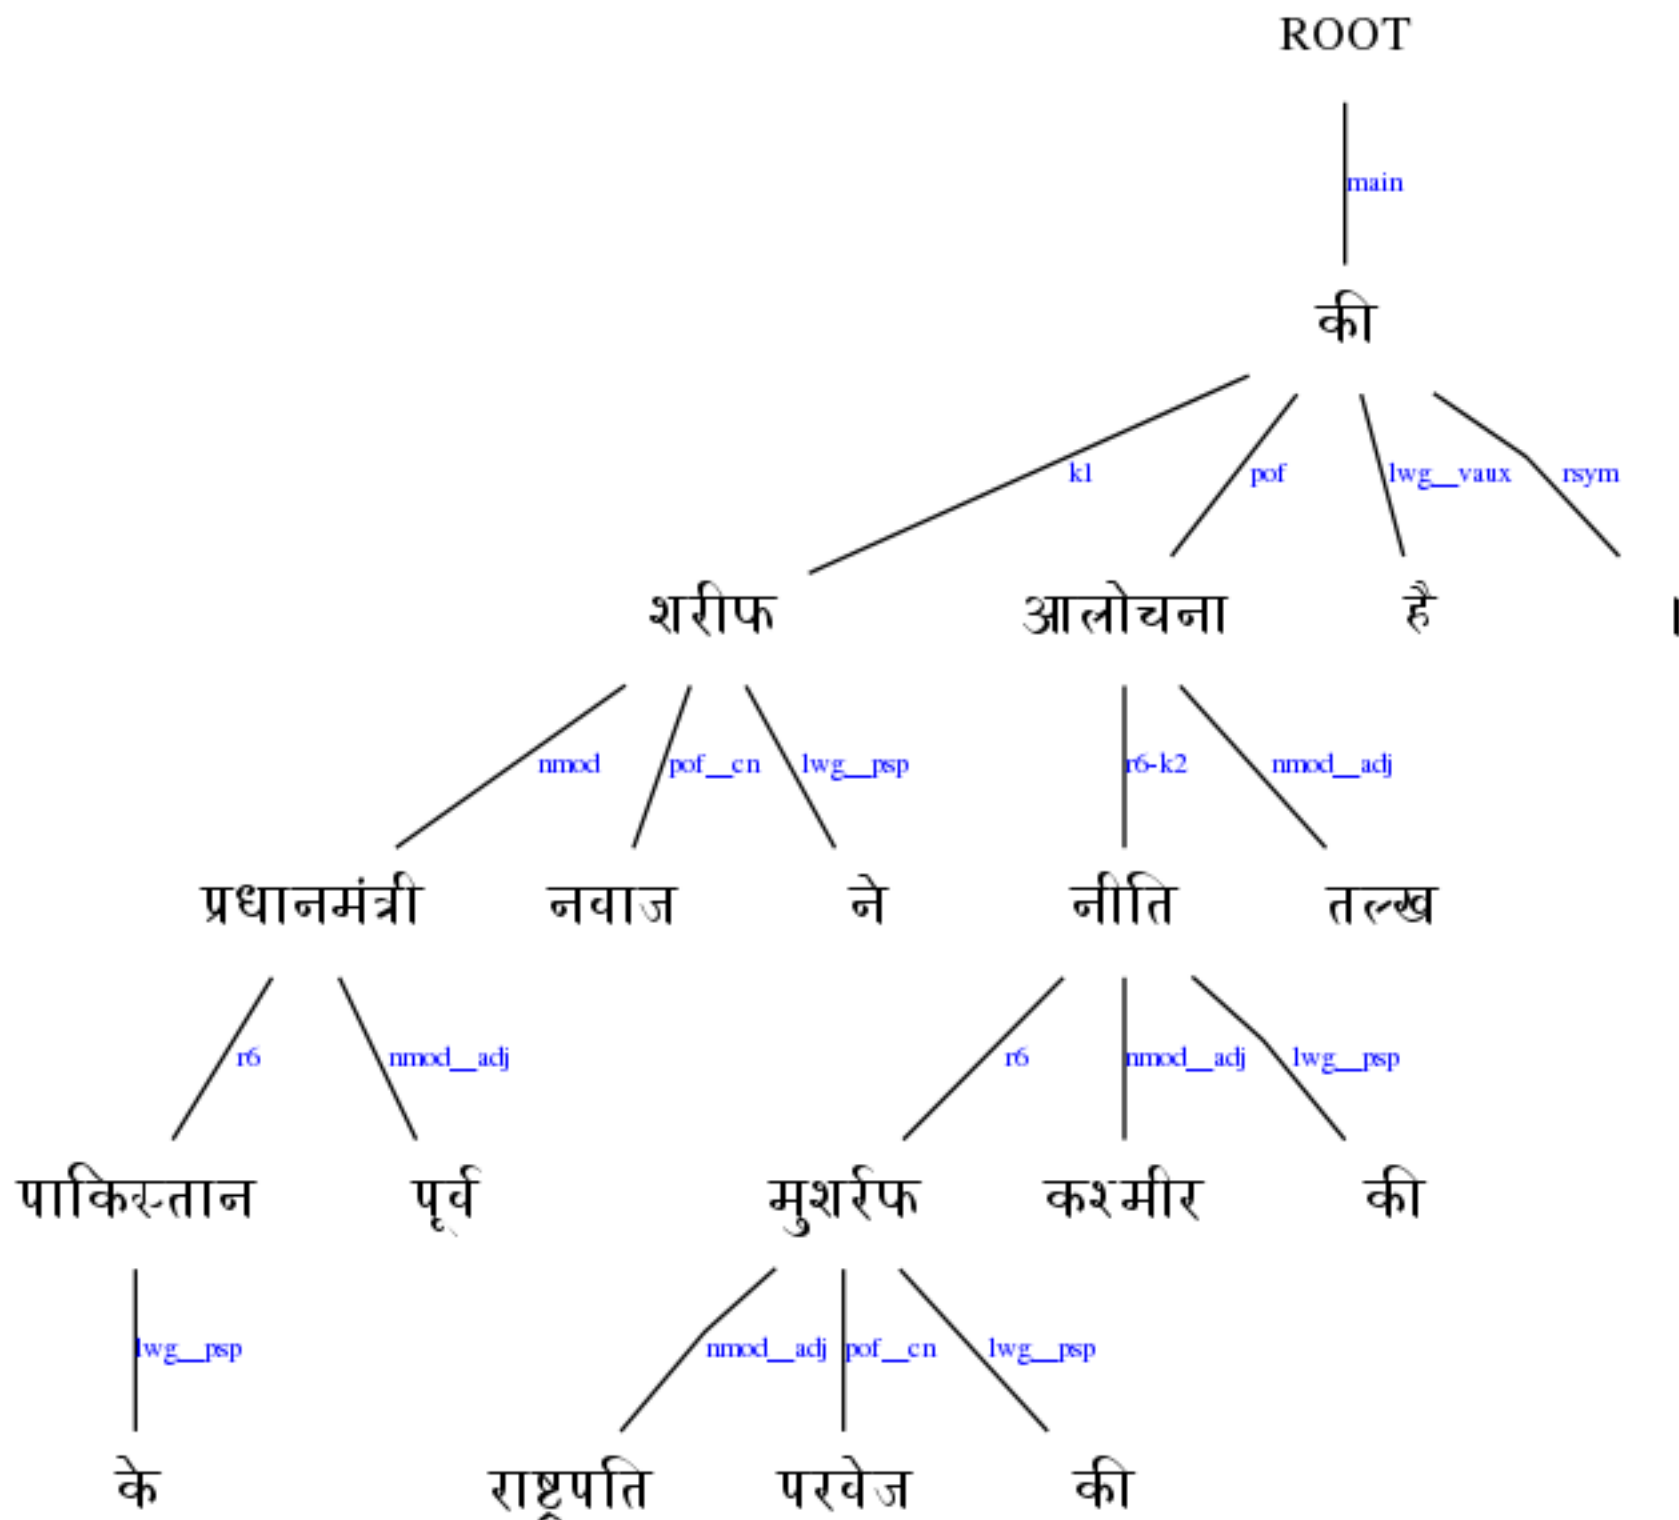 ROOT
main
की
k1 pof lwg__vaux rsym
शरीफ आलोचना है ।
nmod pof__cn lwg__psp r6-k2 nmod__adj
प्रधानमंत्री नवाज ने नीति तल्ख
r6 nmod__adj r6 nmod__adj lwg__psp
पाकिस्तान पूर्व मुशर्रफ कश्मीर की
lwg__psp nmod__adj pof__cn lwg__psp
के राष्ट्रपति परवेज की